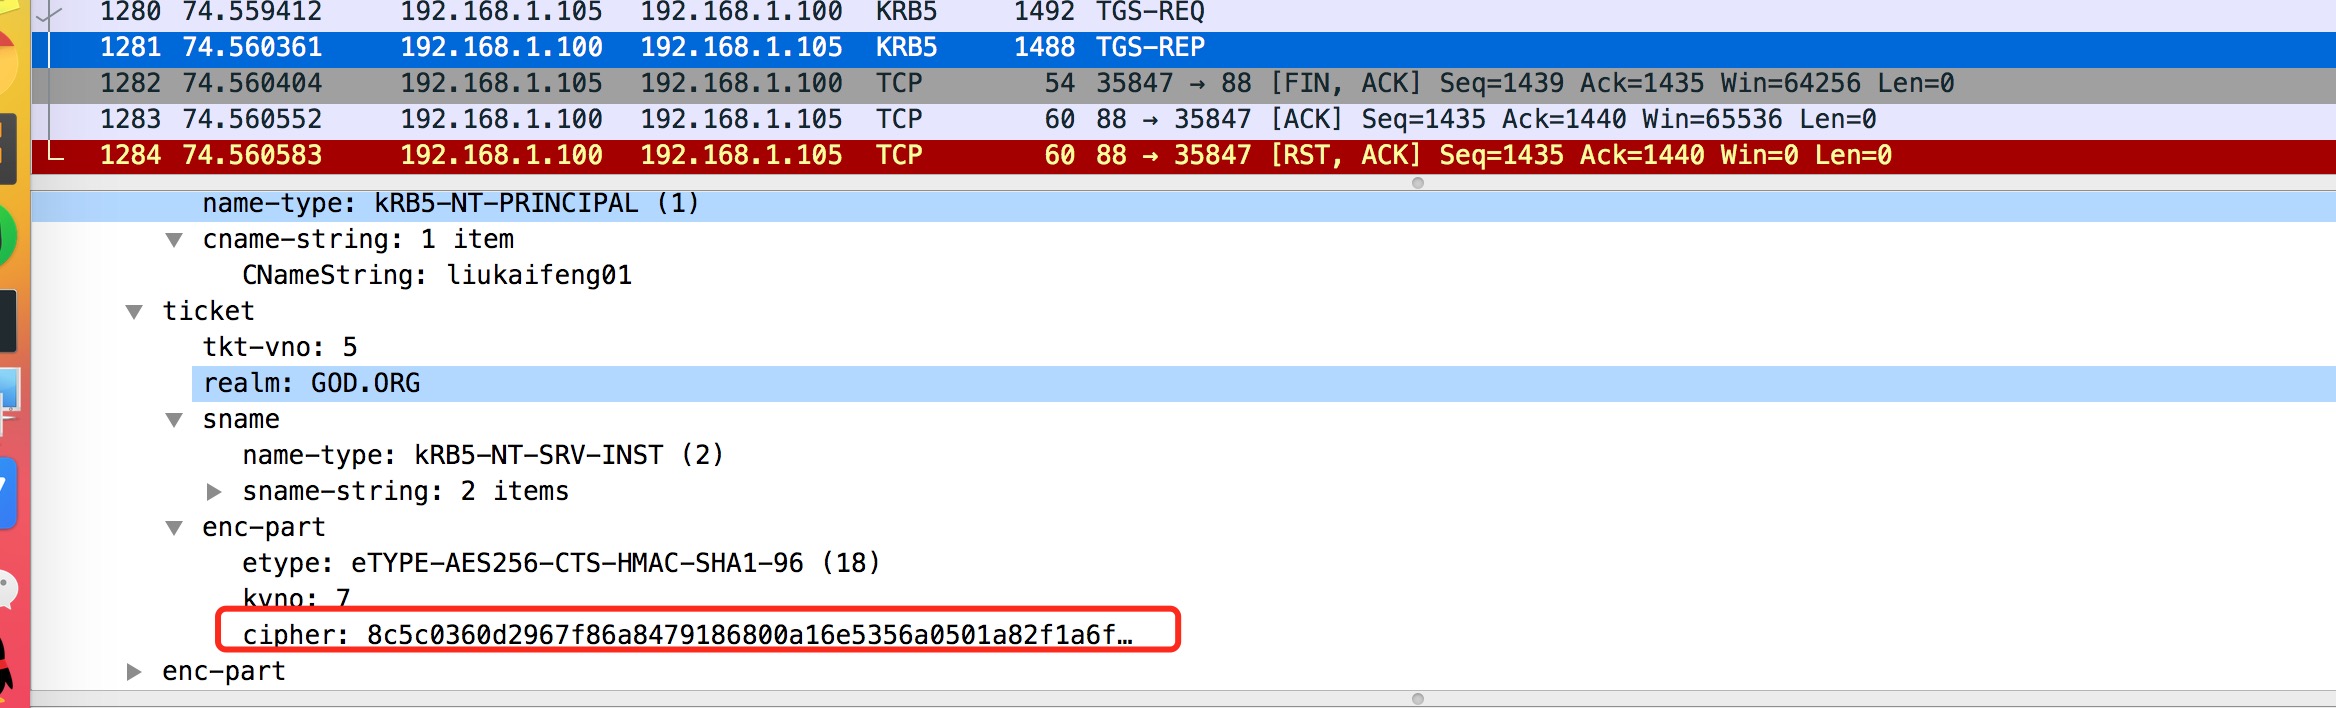 1280 74.559412 192.168.1.105 192.168.1.100 KRB5 1492 TGS-REQ
1281 74.560361 192.168.1.100 192.168.1.105 KRB5 1488 TGS-REP
1282 74.560404 192.168.1.105 192.168.1.100 TCP 54 35847 → 88 [FIN, ACK] Seq=1439 Ack=1435 Win=64256 Len=0
1283 74.560552 192.168.1.100 192.168.1.105 TCP 60 88 → 35847 [ACK] Seq=1435 Ack=1440 Win=65536 Len=0
1284 74.560583 192.168.1.100 192.168.1.105 TCP 60 88 → 35847 [RST, ACK] Seq=1435 Ack=1440 Win=0 Len=0
name-type: kRB5-NT-PRINCIPAL (1)
cname-string: 1 item
CNameString: liukaifeng01
ticket
tkt-vno: 5
realm: GOD.ORG
sname
name-type: kRB5-NT-SRV-INST (2)
sname-string: 2 items
enc-part
etype: eTYPE-AES256-CTS-HMAC-SHA1-96 (18)
kvno: 7
cipher: 8c5c0360d2967f86a8479186800a16e5356a0501a82f1a6f…
enc-part